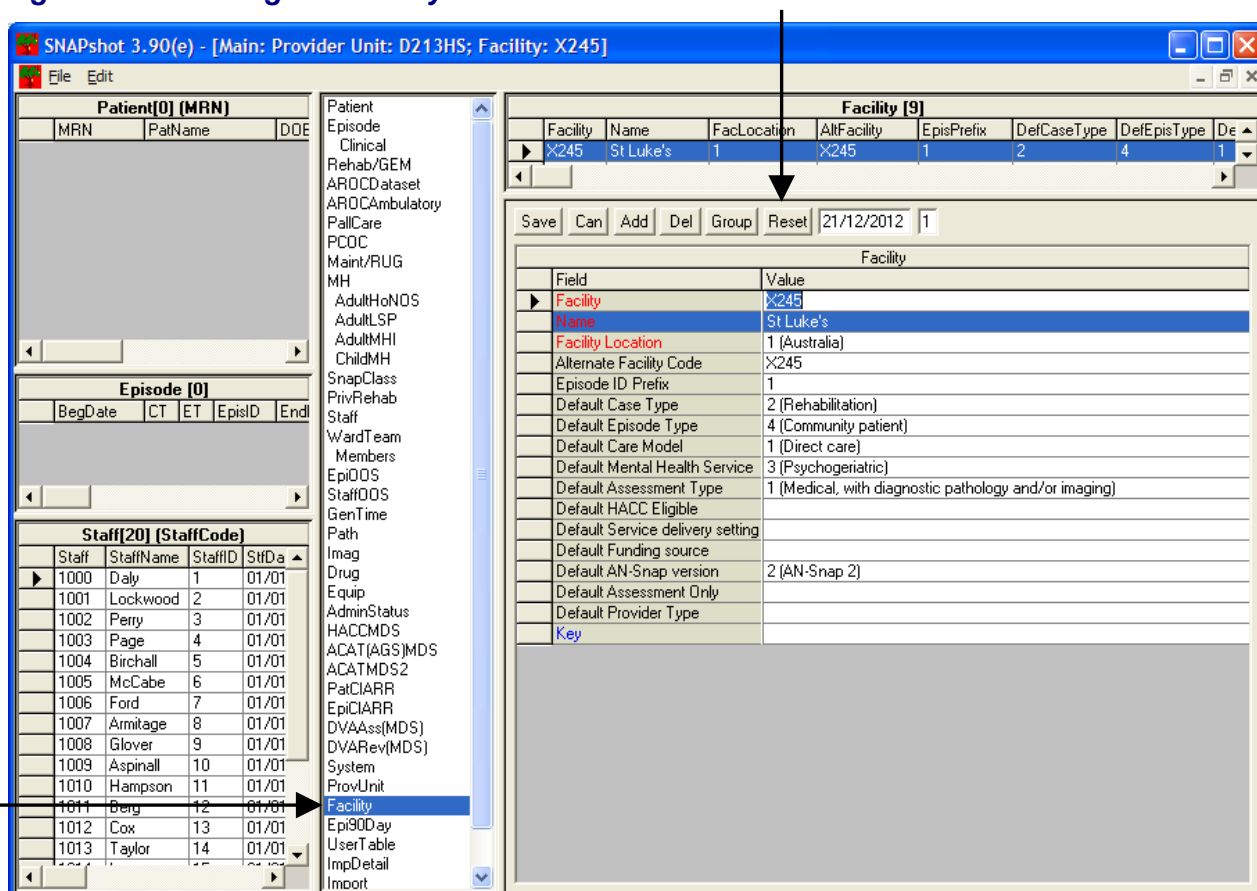 SNAPshot 3.90(e) - [Main: Provider Unit: D213HS; Facility: X245]
File Edit
Patient[0] (MRN)
MRN PatName DOE
Episode [0]
BegDate CT ET EpisID Endl
Staff[20] (StaffCode)
Staff StaffName StaffID StfDa
1000 Daly 1 01/01
1001 Lockwood 2 01/01
1002 Perry 3 01/01
1003 Page 4 01/01
1004 Birchall 5 01/01
1005 McCabe 6 01/01
1006 Ford 7 01/01
1007 Armitage 8 01/01
1008 Glover 9 01/01
1009 Aspinall 10 01/01
1010 Hampson 11 01/01
1011 Berg 12 01/01
1012 Cox 13 01/01
1013 Taylor 14 01/01
Patient
Episode
Clinical
Rehab/GEM
AROCDataset
AROCAmbulatory
PallCare
PCOC
Maint/RUG
MH
AdultHoNOS
AdultLSP
AdultMHI
ChildMH
SnapClass
PrivRehab
Staff
WardTeam
Members
EpiOOS
StaffOOS
GenTime
Path
Imag
Drug
Equip
AdminStatus
HACCMDS
ACAT(AGS)MDS
ACATMDS2
PatCIARR
EpiCIARR
DVAAss(MDS)
DVARev(MDS)
System
ProvUnit
Facility
Epi90Day
UserTable
ImpDetail
Import
Facility [9]
Facility Name FacLocation AltFacility EpisPrefix DefCaseType DefEpisType De
X245 St Luke's 1 X245 1 2 4 1
Save Can Add Del Group Reset 21/12/2012 1
Facility
Field Value
Facility X245
Name St Luke's
Facility Location 1 (Australia)
Alternate Facility Code X245
Episode ID Prefix 1
Default Case Type 2 (Rehabilitation)
Default Episode Type 4 (Community patient)
Default Care Model 1 (Direct care)
Default Mental Health Service 3 (Psychogeriatric)
Default Assessment Type 1 (Medical, with diagnostic pathology and/or imaging)
Default HACC Eligible
Default Service delivery setting
Default Funding source
Default AN-Snap version 2 (AN-Snap 2)
Default Assessment Only
Default Provider Type
Key